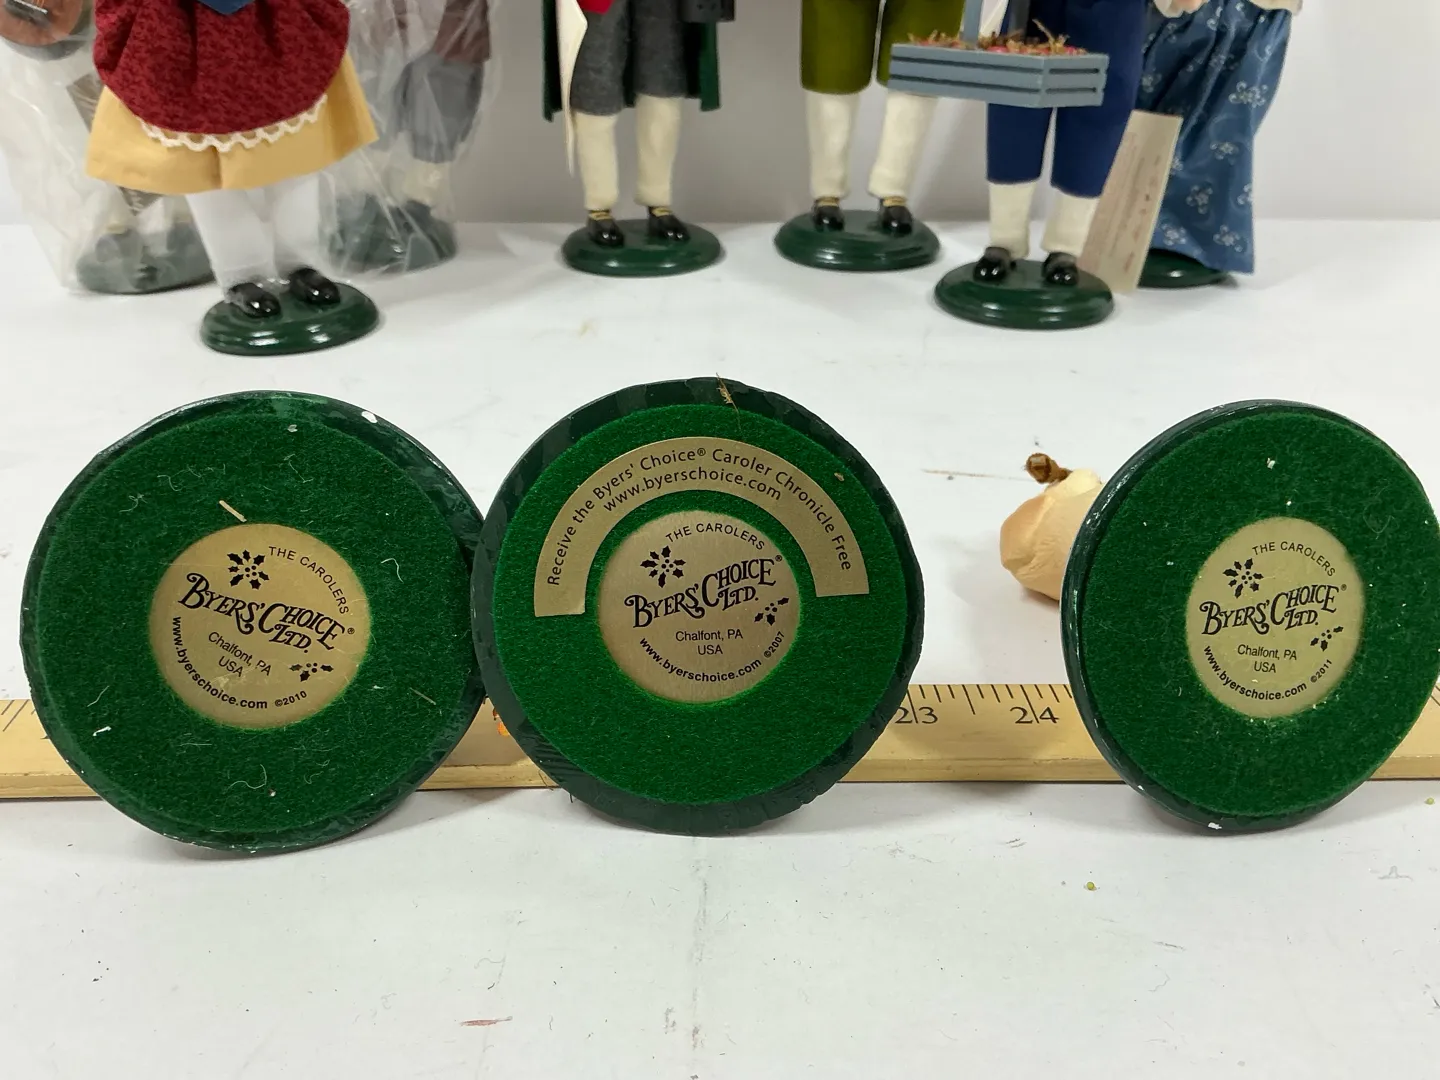 THE CAROLERS
BYERS' CHOICE
LTD.®
Chalfont, PA
USA
www.byerschoice.com ©2010
Receive the Byers' Choice® Caroler Chronicle Free
www.byerschoice.com
THE CAROLERS
BYERS' CHOICE®
LTD.
Chalfont, PA
USA
www.byerschoice.com ©2007
THE CAROLERS
BYERS' CHOICE®
LTD.
Chalfont, PA
USA
www.byerschoice.com ©2011
23 24